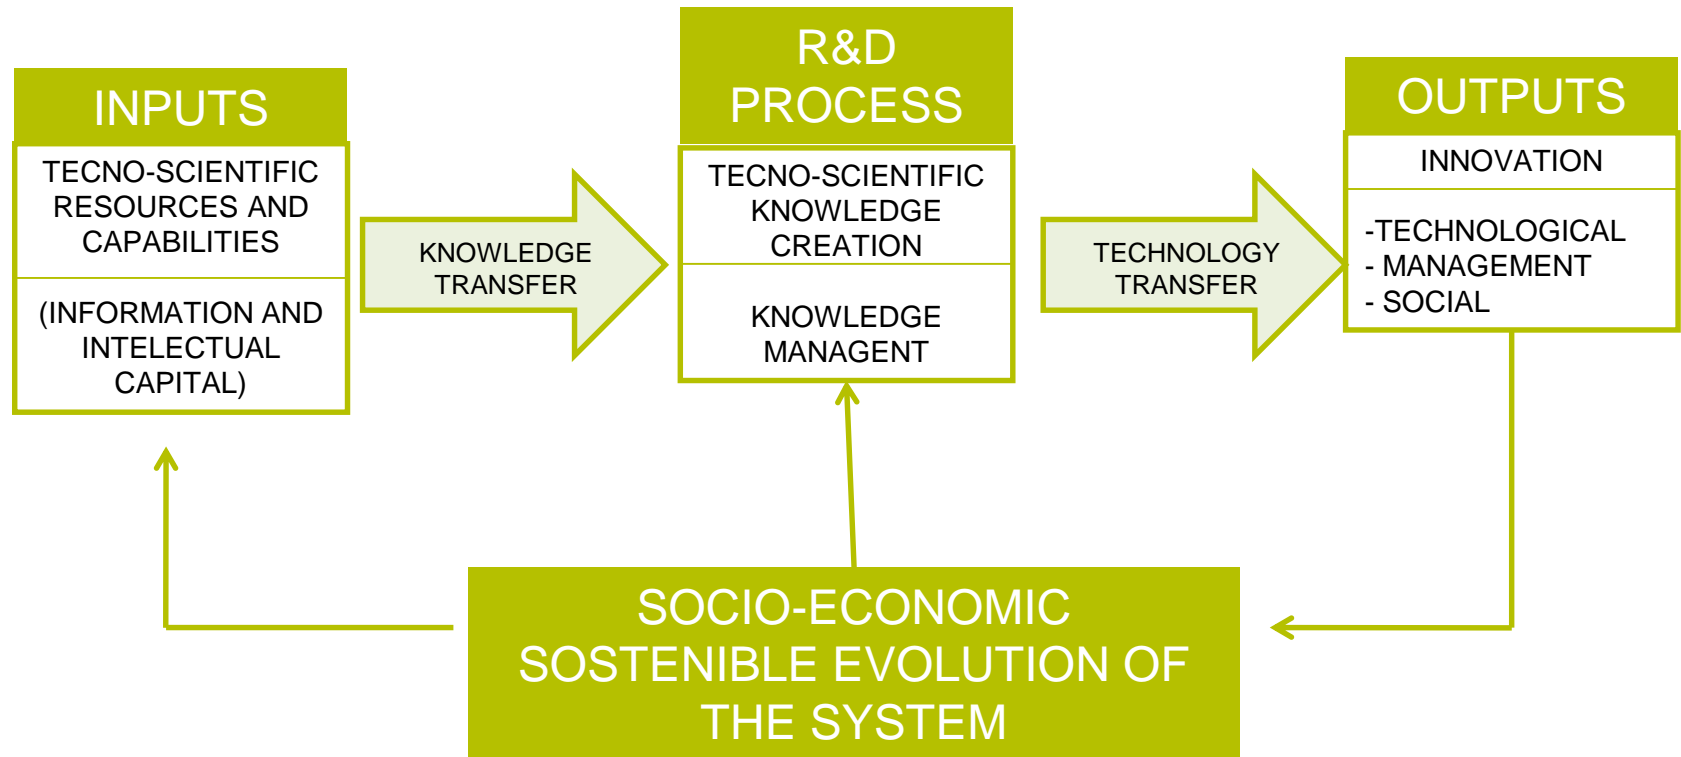 INPUTS
TECNO-SCIENTIFIC
RESOURCES AND
CAPABILITIES
(INFORMATION AND
INTELECTUAL
CAPITAL)
KNOWLEDGE
TRANSFER
R&D
PROCESS
TECNO-SCIENTIFIC
KNOWLEDGE
CREATION
KNOWLEDGE
MANAGENT
TECHNOLOGY
TRANSFER
OUTPUTS
INNOVATION
-TECHNOLOGICAL
- MANAGEMENT
- SOCIAL
SOCIO-ECONOMIC
SOSTENIBLE EVOLUTION OF
THE SYSTEM